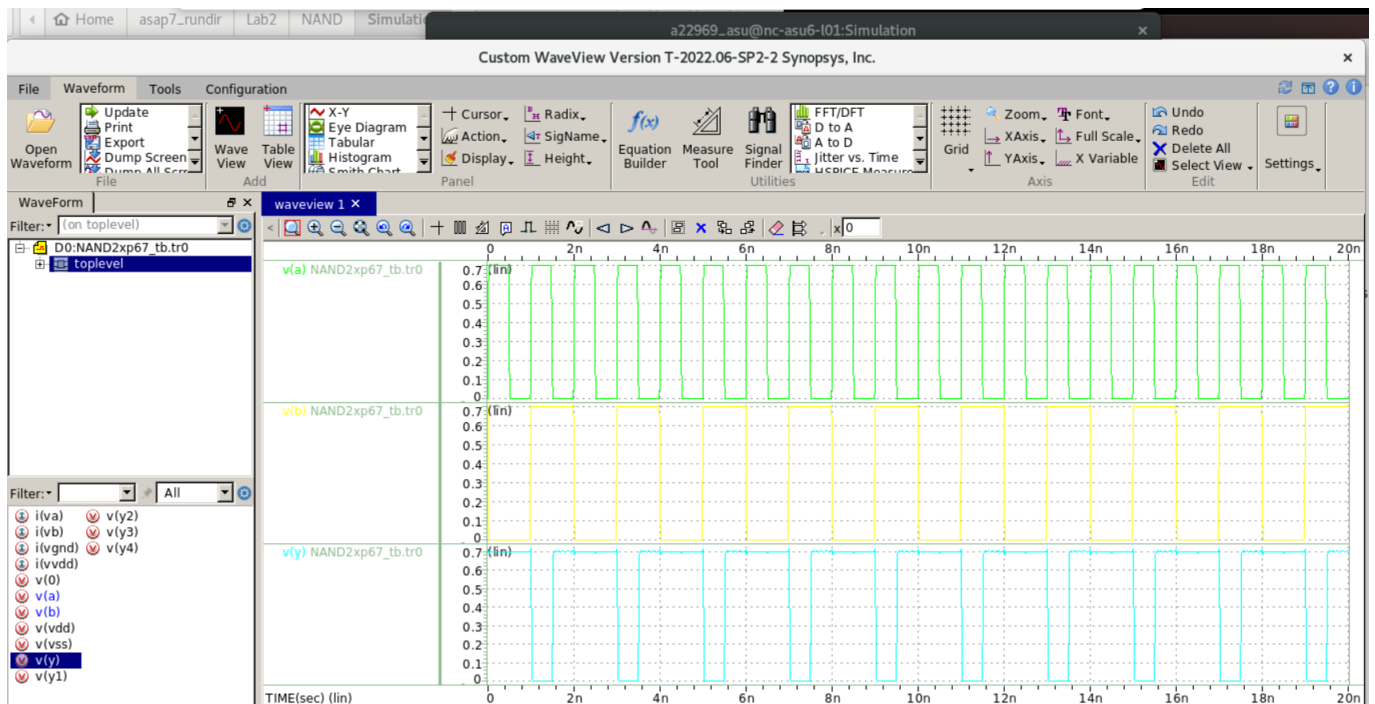 Home asap7_rundir Lab2 NAND Simulati
a22969_asu@nc-asu6-l01:Simulation ×
Custom WaveView Version T-2022.06-SP2-2 Synopsys, Inc. ×
File Waveform Tools Configuration
Open Waveform
Update
Print
Export
Dump Screen
Dump All Scrr
File
Wave View
Table View
Add
X-Y
Eye Diagram
Tabular
Histogram
Smith Chart
Cursor
Action
Display
Radix
SigName
Height
Panel
f(x)
Equation Builder
Measure Tool
Signal Finder
FFT/DFT
D to A
A to D
Jitter vs. Time
HSPICE Measurem
Utilities
Grid
Zoom
XAxis
YAxis
Font
Full Scale
X Variable
Axis
Undo
Redo
Delete All
Select View
Edit
Settings
WaveForm
Filter: (on toplevel)
D0:NAND2xp67_tb.tr0
toplevel
Filter: All
i(va) v(y2)
i(vb) v(y3)
i(vgnd) v(y4)
i(vvdd)
v(0)
v(a)
v(b)
v(vdd)
v(vss)
v(y)
v(y1)
waveview 1 ×
x 0
0 2n 4n 6n 8n 10n 12n 14n 16n 18n 20n
v(a) NAND2xp67_tb.tr0
0.7 (lin)
0.6
0.5
0.4
0.3
0.2
0.1
0
v(b) NAND2xp67_tb.tr0
0.7 (lin)
0.6
0.5
0.4
0.3
0.2
0.1
0
v(y) NAND2xp67_tb.tr0
0.7 (lin)
0.6
0.5
0.4
0.3
0.2
0.1
0
TIME(sec) (lin)
0 2n 4n 6n 8n 10n 12n 14n 16n 18n 20n